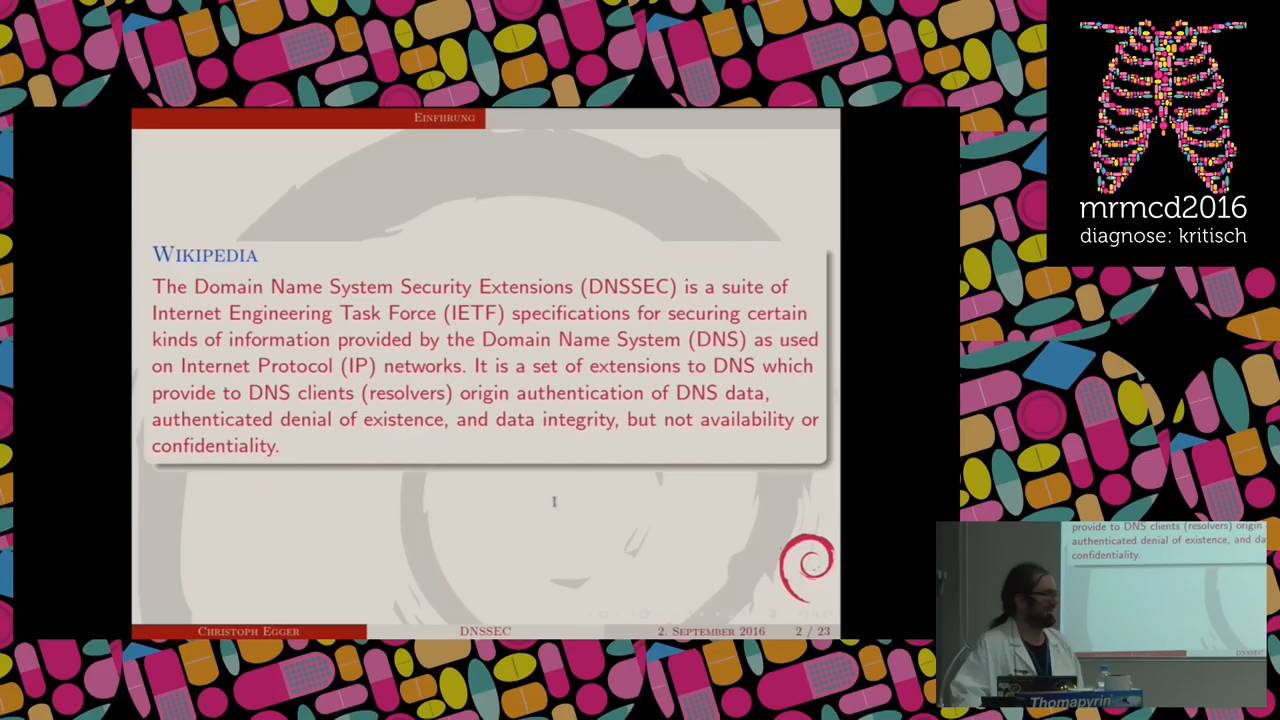 EINFHRUNG
WIKIPEDIA
The Domain Name System Security Extensions (DNSSEC) is a suite of
Internet Engineering Task Force (IETF) specifications for securing certain
kinds of information provided by the Domain Name System (DNS) as used
on Internet Protocol (IP) networks. It is a set of extensions to DNS which
provide to DNS clients (resolvers) origin authentication of DNS data,
authenticated denial of existence, and data integrity, but not availability or
confidentiality.
CHRISTOPH EGGER
DNSSEC
2. SEPTEMBER 2016
2 / 23
mrmcd2016
diagnose: kritisch
provide to DNS clients (resolvers) origin
authenticated denial of existence, and da
confidentiality.
DNSSEC
Thomapyrin